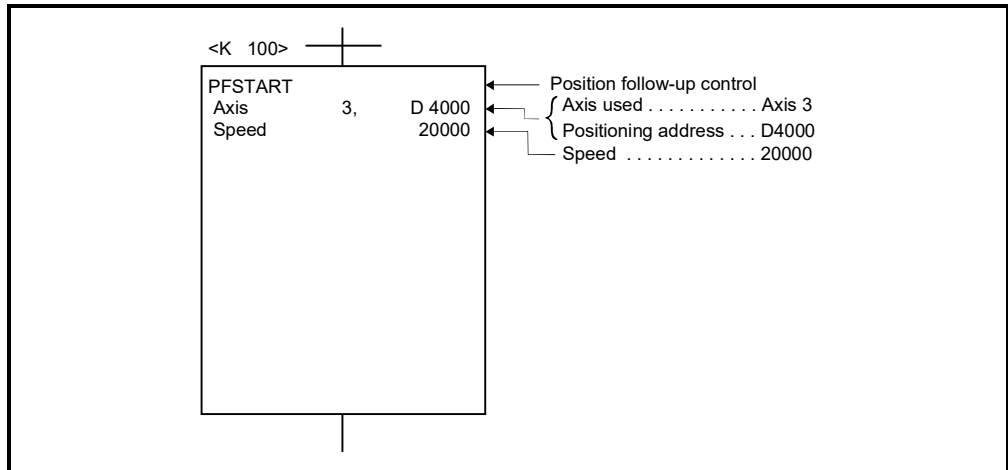 <K 100>
PFSTART
Axis 3, D 4000
Speed 20000
Position follow-up control
Axis used . . . . . . . . . . . Axis 3
Positioning address . . . D4000
Speed . . . . . . . . . . . . . 20000